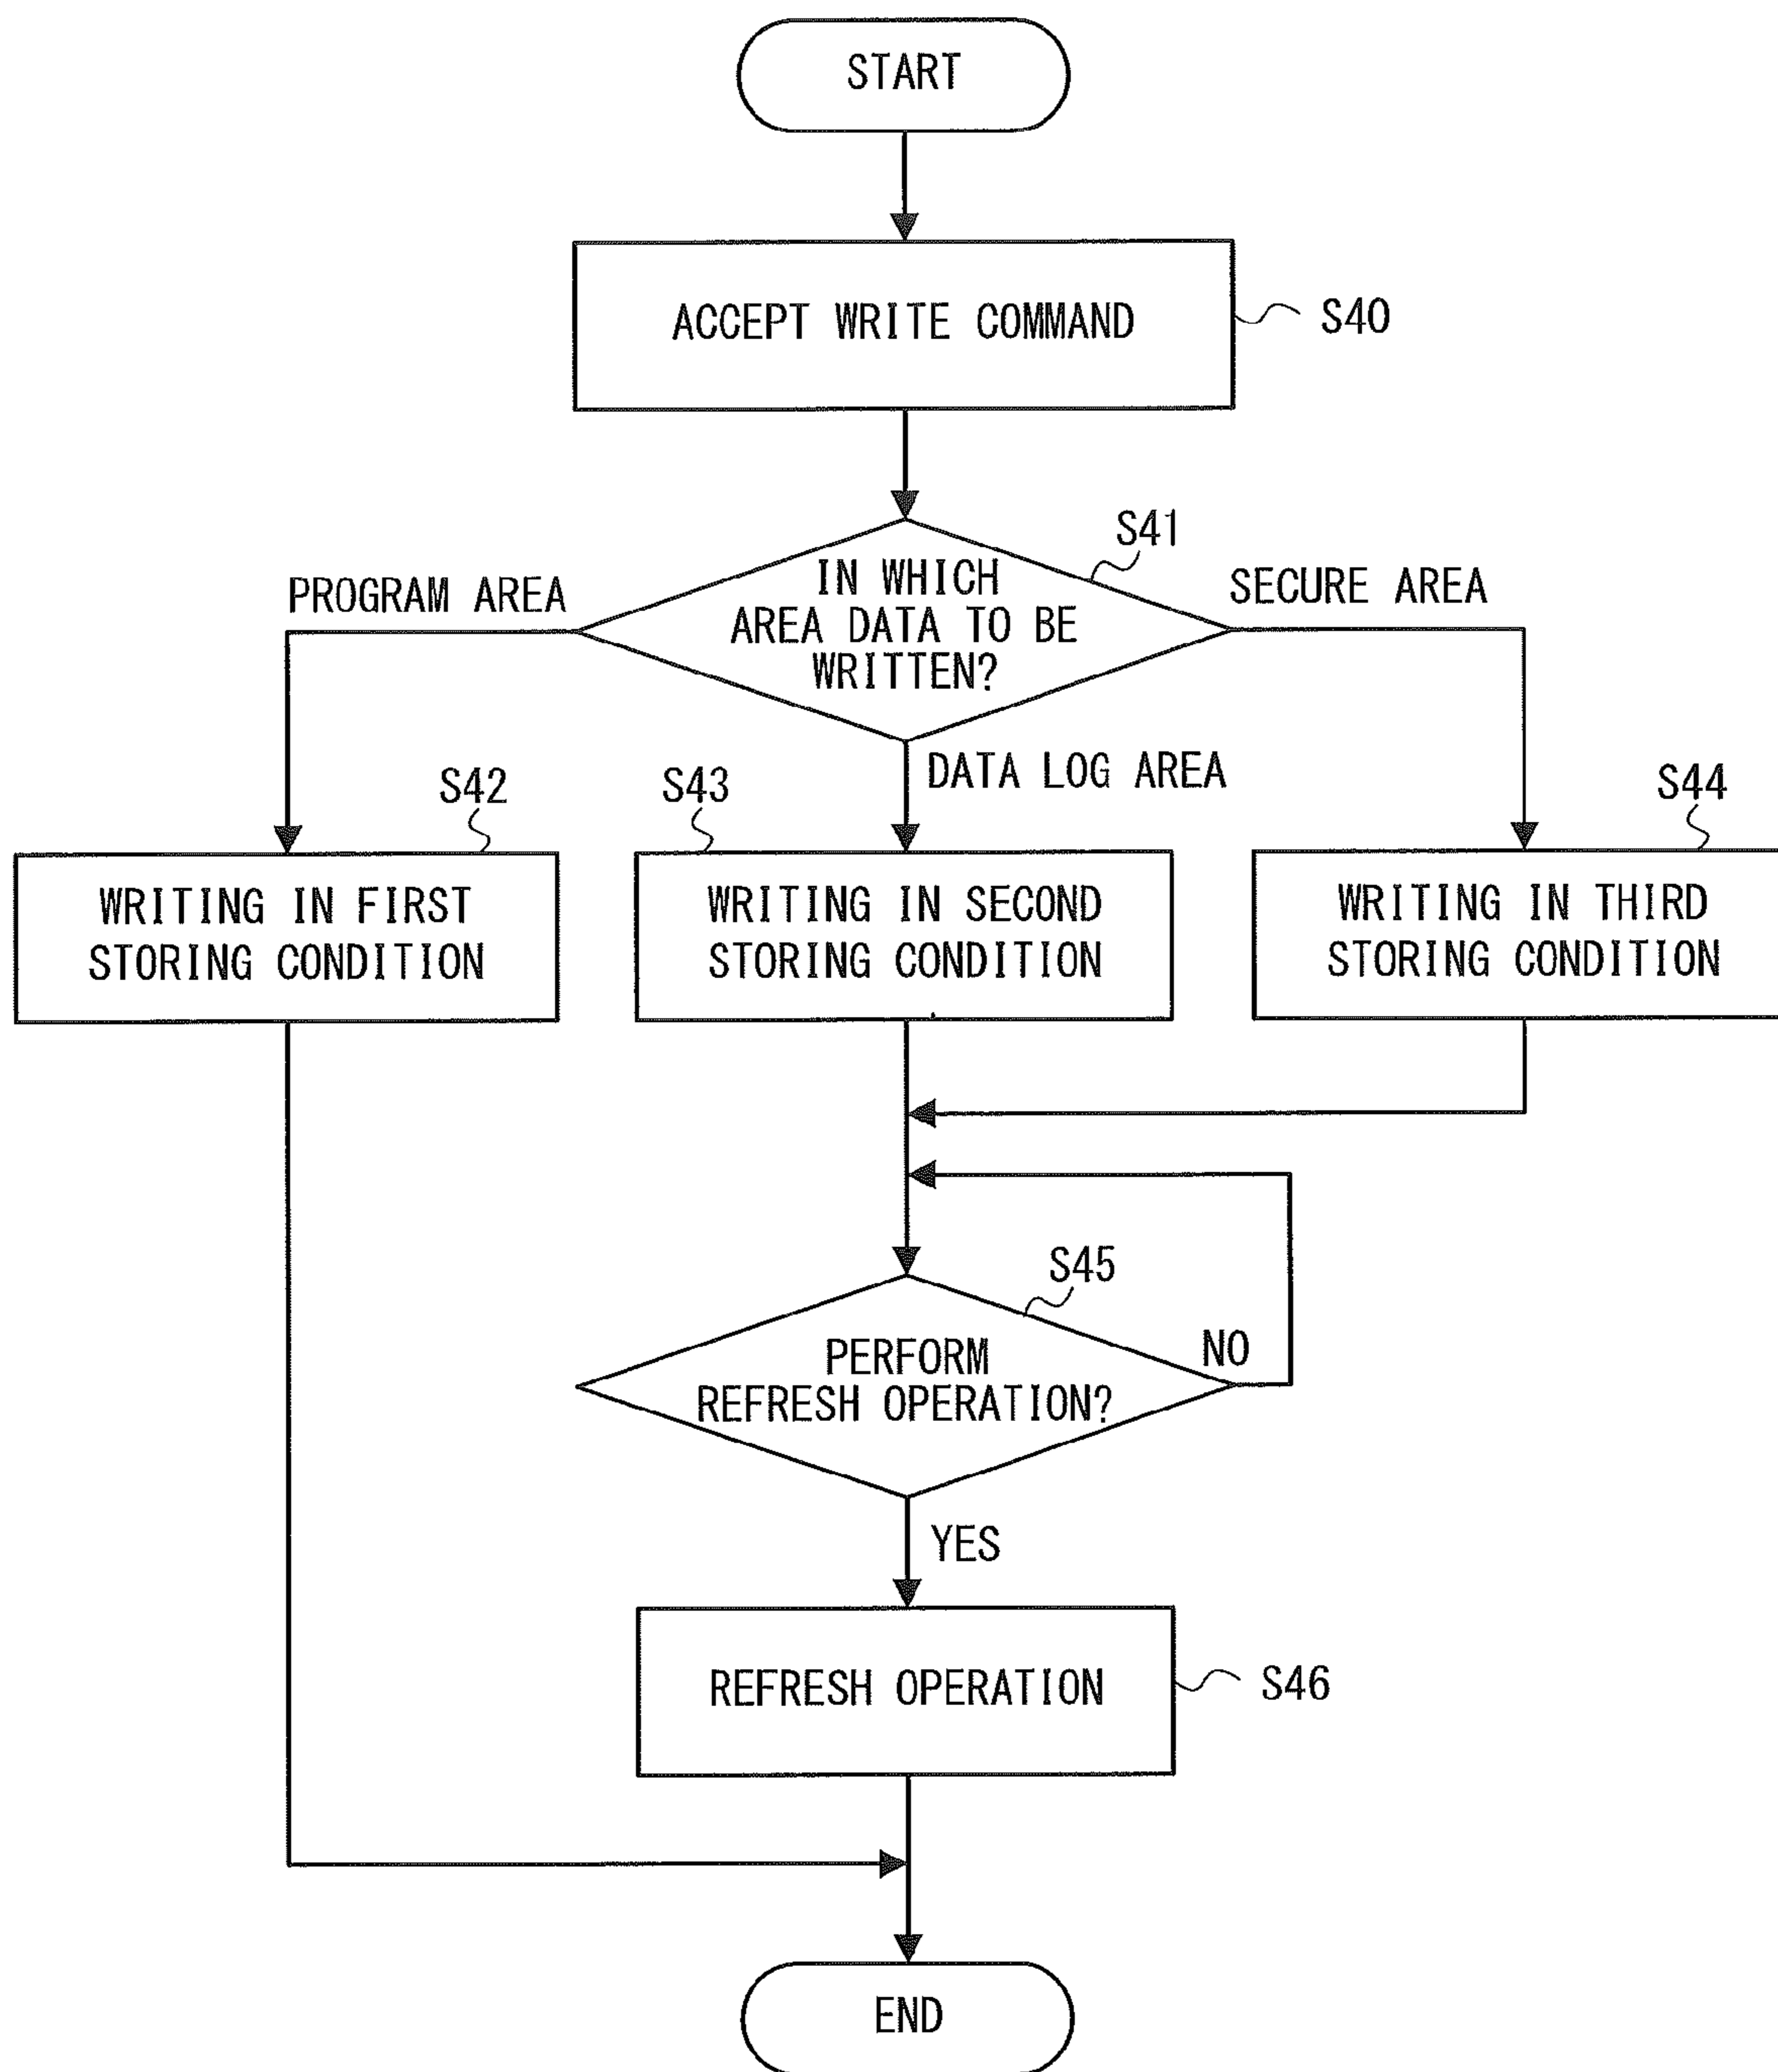 START
ACCEPT WRITE COMMAND
S40
S41
IN WHICH
AREA DATA TO BE
WRITTEN?
PROGRAM AREA
SECURE AREA
DATA LOG AREA
S42
S43
S44
WRITING IN FIRST
STORING CONDITION
WRITING IN SECOND
STORING CONDITION
WRITING IN THIRD
STORING CONDITION
S45
PERFORM
REFRESH OPERATION?
NO
YES
REFRESH OPERATION
S46
END